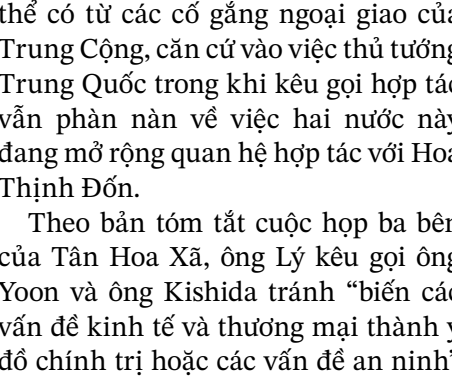 thể có từ các cố gắng ngoại giao của
Trung Cộng, căn cứ vào việc thủ tướng
Trung Quốc trong khi kêu gọi hợp tác
vẫn phàn nàn về việc hai nước này
đang mở rộng quan hệ hợp tác với Hoa
Thịnh Đốn.
Theo bản tóm tắt cuộc họp ba bên
của Tân Hoa Xã, ông Lý kêu gọi ông
Yoon và ông Kishida tránh “biến các
vấn đề kinh tế và thương mại thành ý
đồ chính trị hoặc các vấn đề an ninh”